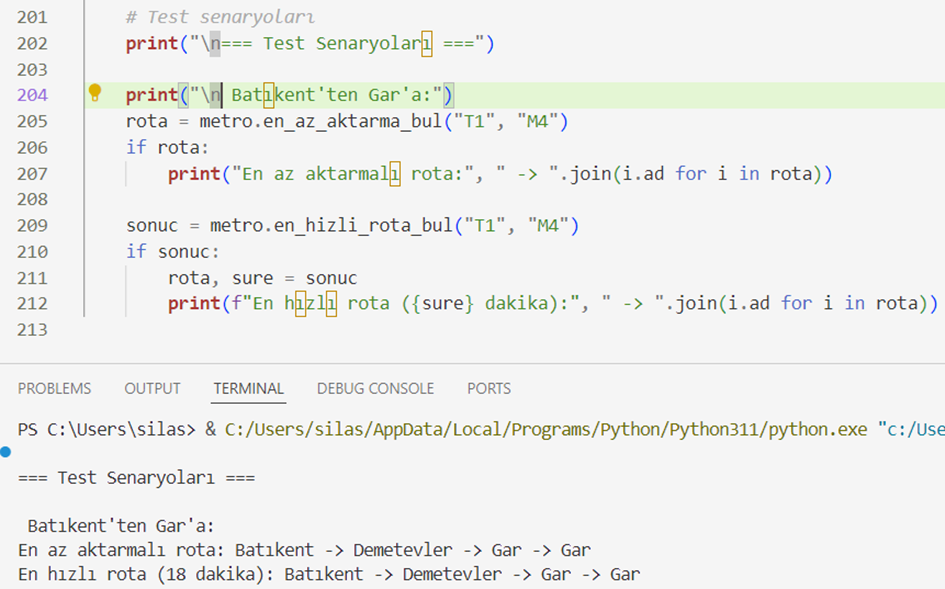 201 # Test senaryoları
202 print("\n=== Test Senaryoları ===")
203
204 print("\n Batıkent'ten Gar'a:")
205 rota = metro.en_az_aktarma_bul("T1", "M4")
206 if rota:
207 print("En az aktarmalı rota:", " -> ".join(i.ad for i in rota))
208
209 sonuc = metro.en_hizli_rota_bul("T1", "M4")
210 if sonuc:
211 rota, sure = sonuc
212 print(f"En hızlı rota ({sure} dakika):", " -> ".join(i.ad for i in rota))
213
PROBLEMS OUTPUT TERMINAL DEBUG CONSOLE PORTS
PS C:\Users\silas> & C:/Users/silas/AppData/Local/Programs/Python/Python311/python.exe "c:/Use
=== Test Senaryoları ===
Batıkent'ten Gar'a:
En az aktarmalı rota: Batıkent -> Demetevler -> Gar -> Gar
En hızlı rota (18 dakika): Batıkent -> Demetevler -> Gar -> Gar